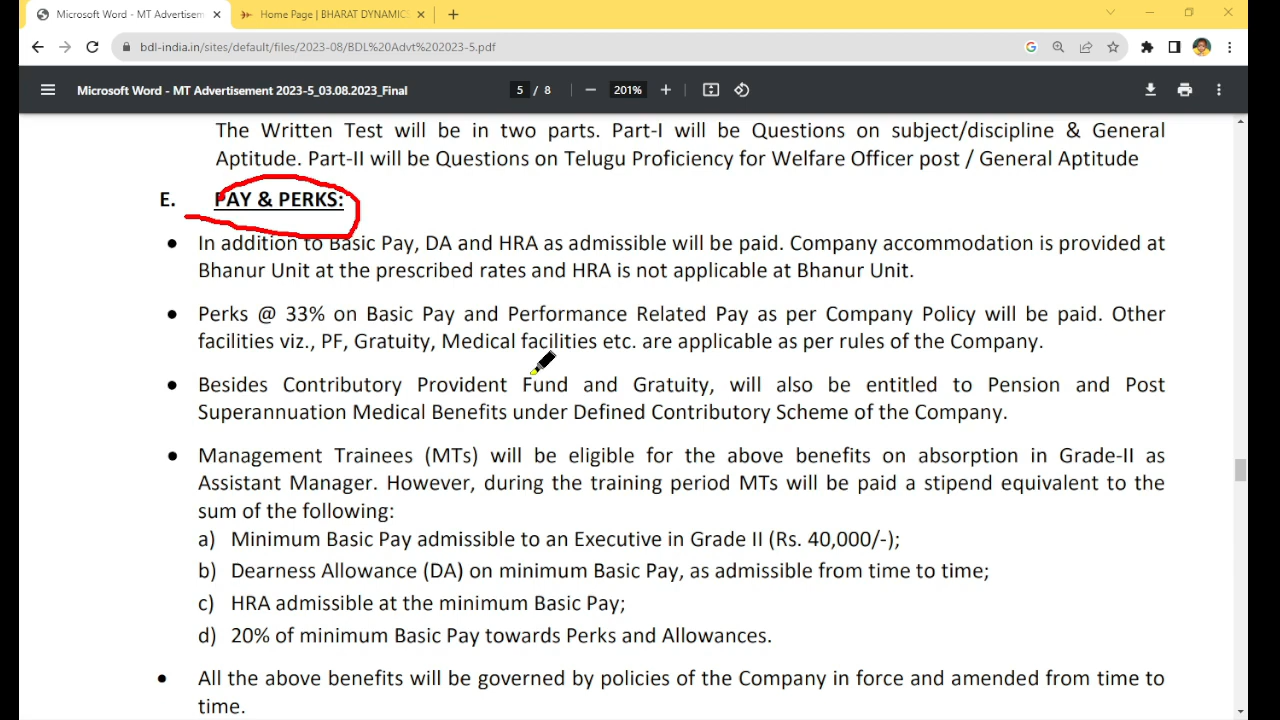 Microsoft Word - MT Advertisem
Home Page | BHARAT DYNAMICS
bdl-india.in/sites/default/files/2023-08/BDL%20Advt%202023-5.pdf
Microsoft Word - MT Advertisement 2023-5_03.08.2023_Final
5 / 8
201%
The Written Test will be in two parts. Part-I will be Questions on subject/discipline & General
Aptitude. Part-II will be Questions on Telugu Proficiency for Welfare Officer post / General Aptitude
E. PAY & PERKS:
• In addition to Basic Pay, DA and HRA as admissible will be paid. Company accommodation is provided at
Bhanur Unit at the prescribed rates and HRA is not applicable at Bhanur Unit.
• Perks @ 33% on Basic Pay and Performance Related Pay as per Company Policy will be paid. Other
facilities viz., PF, Gratuity, Medical facilities etc. are applicable as per rules of the Company.
• Besides Contributory Provident Fund and Gratuity, will also be entitled to Pension and Post
Superannuation Medical Benefits under Defined Contributory Scheme of the Company.
• Management Trainees (MTs) will be eligible for the above benefits on absorption in Grade-II as
Assistant Manager. However, during the training period MTs will be paid a stipend equivalent to the
sum of the following:
a) Minimum Basic Pay admissible to an Executive in Grade II (Rs. 40,000/-);
b) Dearness Allowance (DA) on minimum Basic Pay, as admissible from time to time;
c) HRA admissible at the minimum Basic Pay;
d) 20% of minimum Basic Pay towards Perks and Allowances.
• All the above benefits will be governed by policies of the Company in force and amended from time to
time.